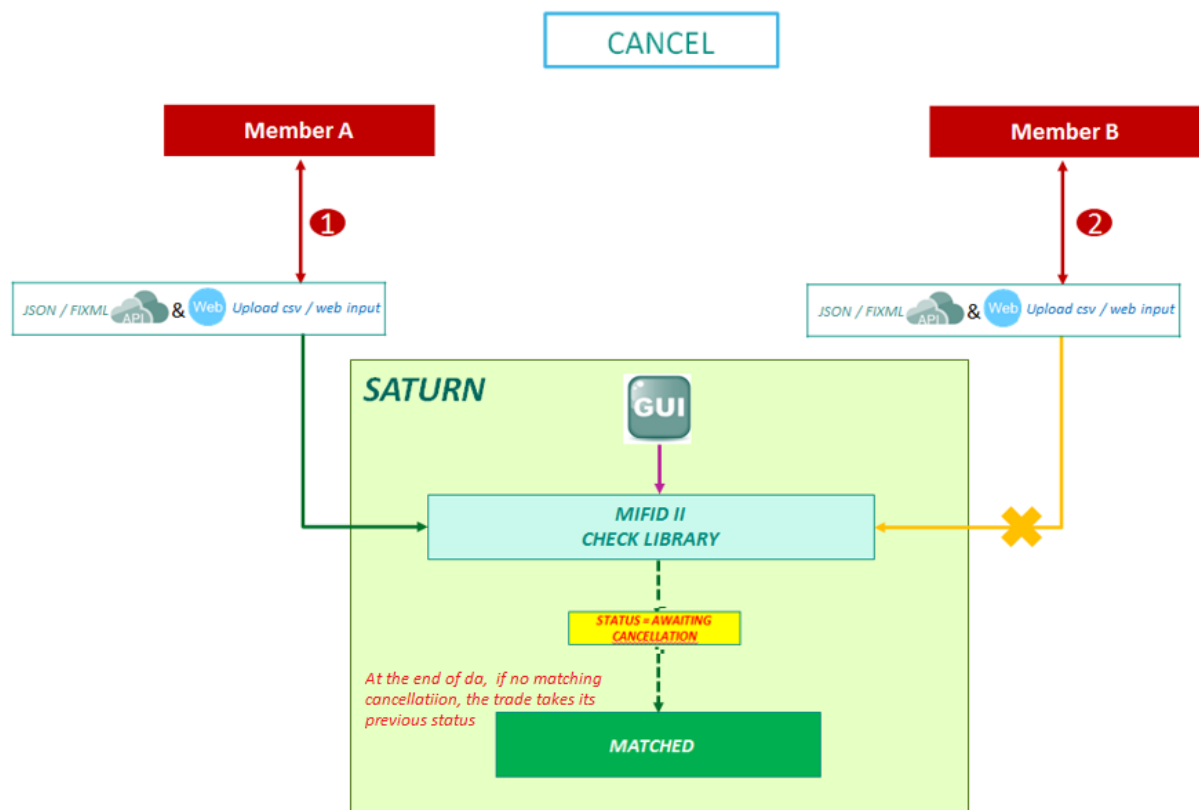 CANCEL
Member A
Member B
1
2
JSON / FIXML API & Web Upload csv / web input
JSON / FIXML API & Web Upload csv / web input
SATURN
GUI
MIFID II
CHECK LIBRARY
STATUS = AWAITING
CANCELLATION
At the end of da, if no matching
cancellatiion, the trade takes its
previous status
MATCHED